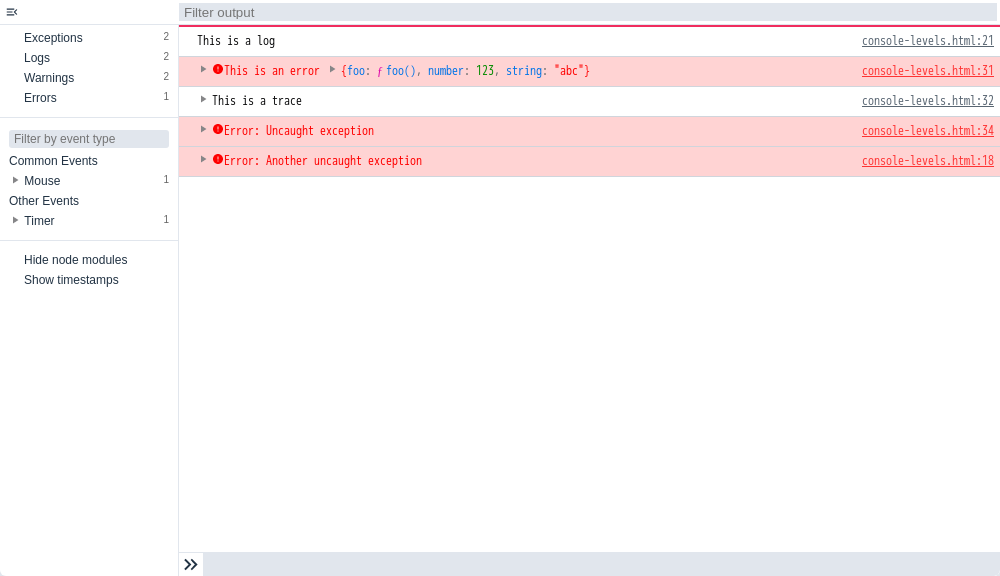 Filter output
Exceptions 2
Logs 2
Warnings 2
Errors 1
Filter by event type
Common Events
Mouse 1
Other Events
Timer 1
Hide node modules
Show timestamps
This is a log console-levels.html:21
This is an error {foo: ƒ foo(), number: 123, string: "abc"} console-levels.html:31
This is a trace console-levels.html:32
Error: Uncaught exception console-levels.html:34
Error: Another uncaught exception console-levels.html:18